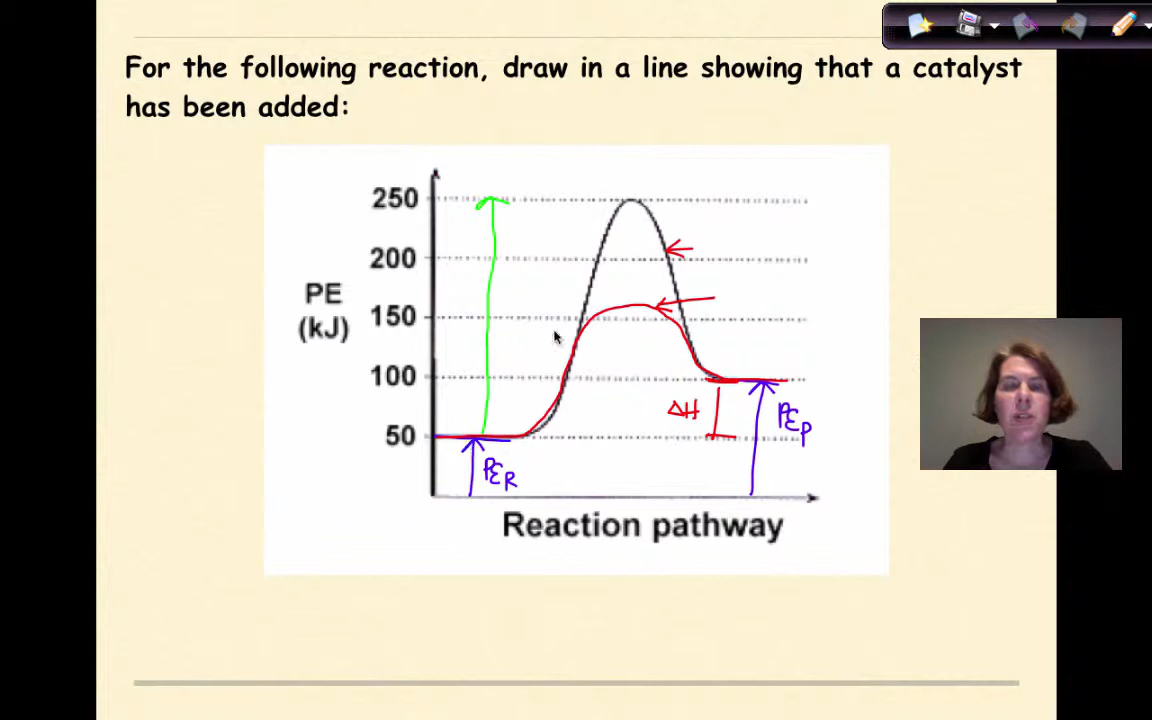 For the following reaction, draw in a line showing that a catalyst
has been added:
250
200
PE
(kJ)
150
100
50
ΔH
PEP
PER
Reaction pathway